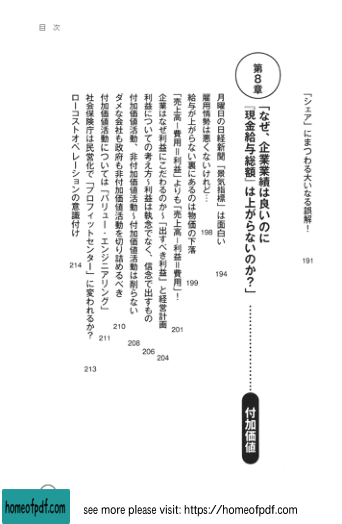 目 次
「シェア」にまつわる大いなる誤解! 191
第8章
「なぜ、企業業績は良いのに
『現金給与総額』は上がらないのか?」 付加価値
月曜日の日経新聞「景気指標」は面白い 194
雇用情勢は悪くないけれど… 198
給与が上がらない裏にあるのは物価の下落 199
「売上高－費用＝利益」よりも「売上高－利益＝費用」! 201
企業はなぜ利益にこだわるのか～「出すべき利益」と経営計画 204
利益についての考え方～利益は執念でなく、信念で出すもの 206
付加価値活動、非付加価値活動～付加価値活動は削らない 208
ダメな会社も政府も非付加価値活動を切り詰めるべき 210
付加価値活動については「バリュー・エンジニアリング」 211
社会保険庁は民営化で「プロフィットセンター」に変われるか? 213
ローコストオペレーションの意識付け 214
homeofpdf.com
see more please visit: https://homeofpdf.com